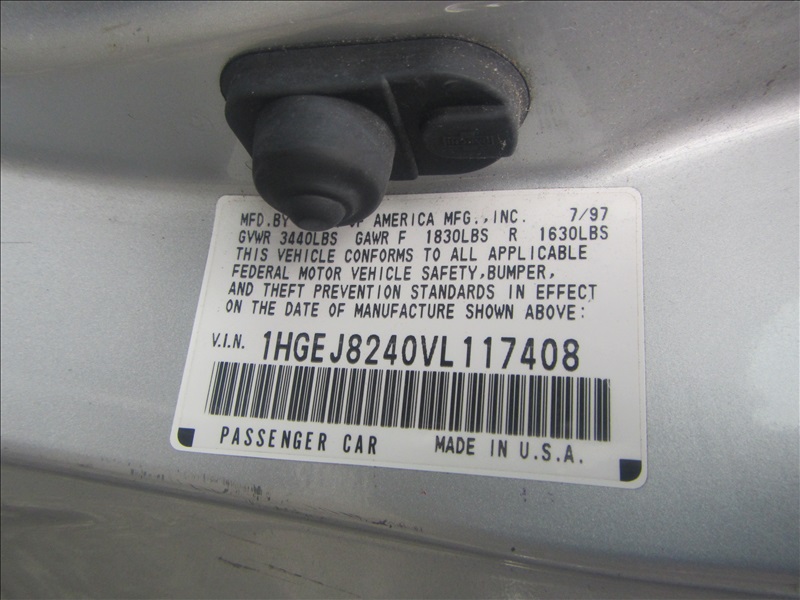 MFD.BY OF AMERICA MFG.,INC. 7/97
GVWR 3440LBS GAWR F 1830LBS R 1630LBS
THIS VEHICLE CONFORMS TO ALL APPLICABLE
FEDERAL MOTOR VEHICLE SAFETY,BUMPER,
AND THEFT PREVENTION STANDARDS IN EFFECT
ON THE DATE OF MANUFACTURE SHOWN ABOVE:
V.I.N. 1HGEJ8240VL117408
PASSENGER CAR MADE IN U.S.A.